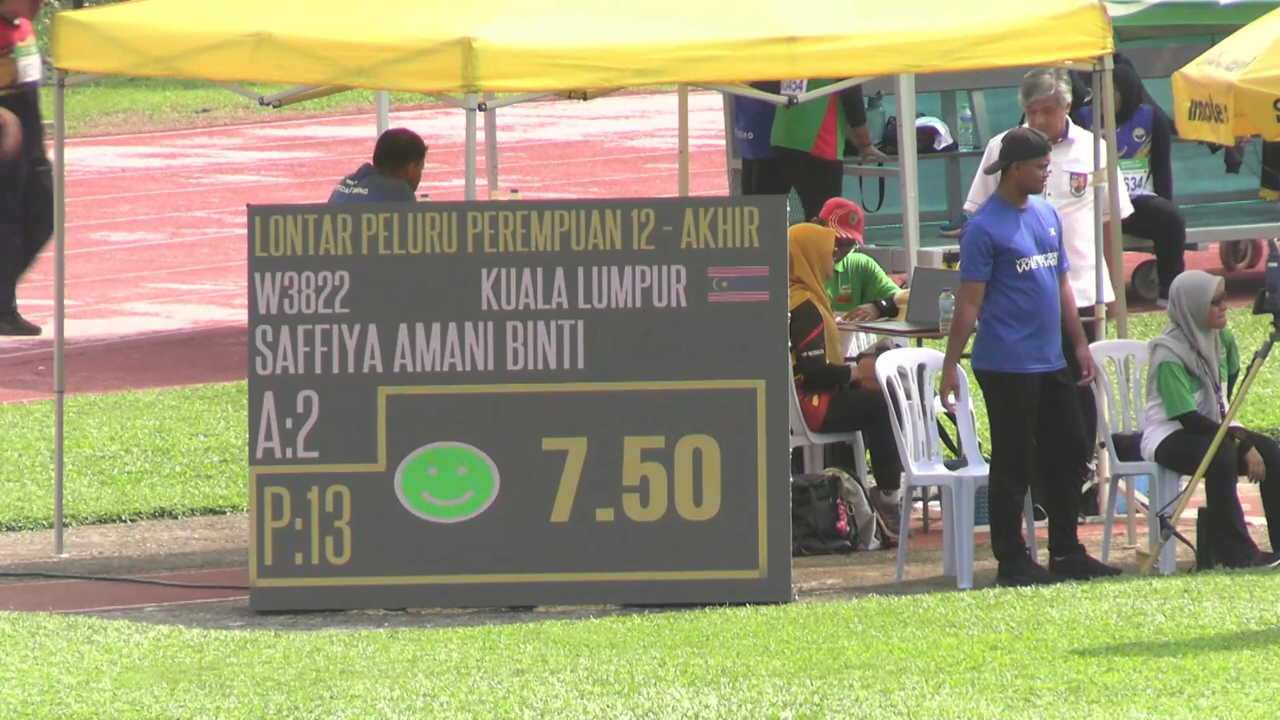 LONTAR PELURU PEREMPUAN 12 - AKHIR
W3822 KUALA LUMPUR
SAFFIYA AMANI BINTI
A:2
P:13
7.50